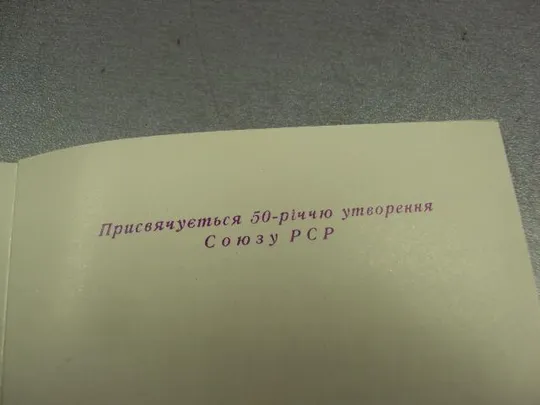 Присвячується 50-річчю утворення
Союзу РСР